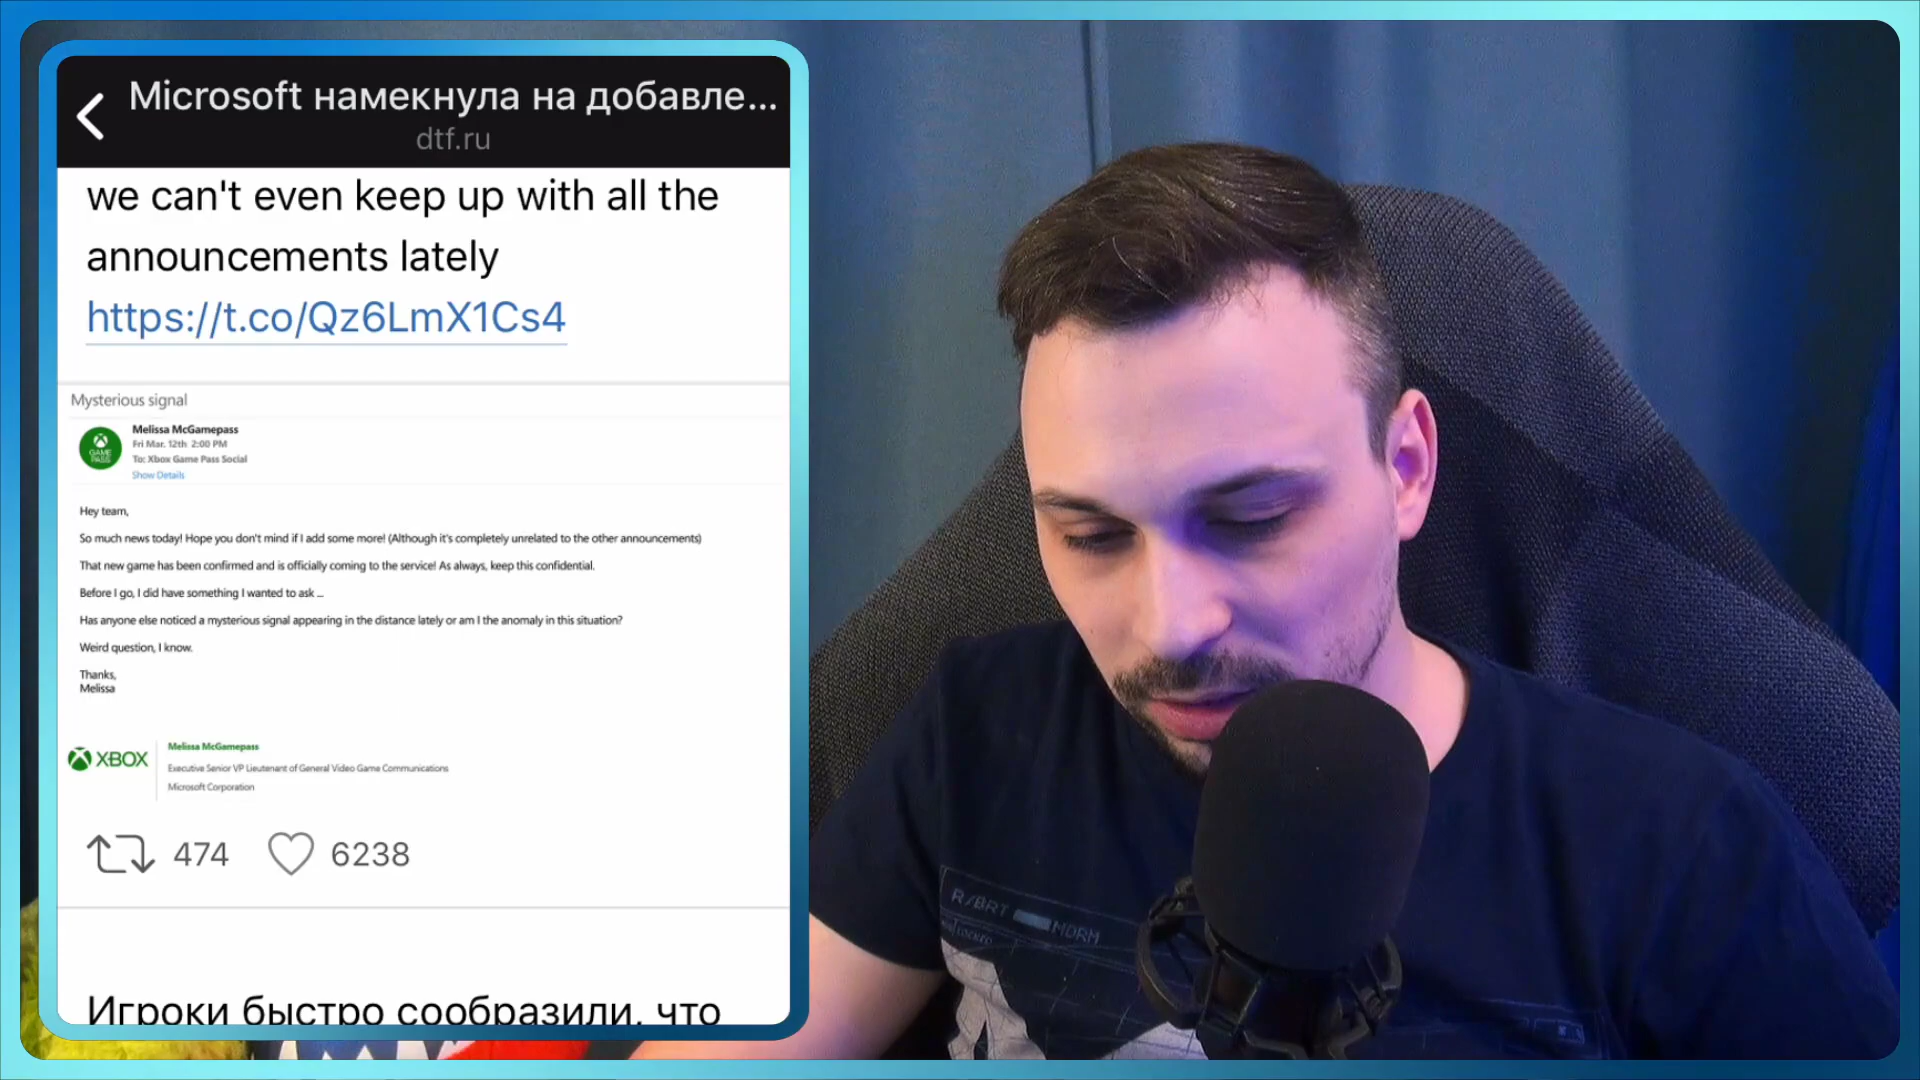 Microsoft намекнула на добавле...
dtf.ru
we can't even keep up with all the
announcements lately
https://t.co/Qz6LmX1Cs4
Mysterious signal
Melissa McGamepass
Fri Mar. 12th 2:00 PM
To: Xbox Game Pass Social
Show Details
GAME
PASS
Hey team,
So much news today! Hope you don't mind if I add some more! (Although it's completely unrelated to the other announcements)
That new game has been confirmed and is officially coming to the service! As always, keep this confidential.
Before I go, I did have something I wanted to ask ...
Has anyone else noticed a mysterious signal appearing in the distance lately or am I the anomaly in this situation?
Weird question, I know.
Thanks,
Melissa
XBOX
Melissa McGamepass
Executive Senior VP Lieutenant of General Video Game Communications
Microsoft Corporation
474 6238
Игроки быстро сообразили, что
R/BRT MDRM
LOCKED